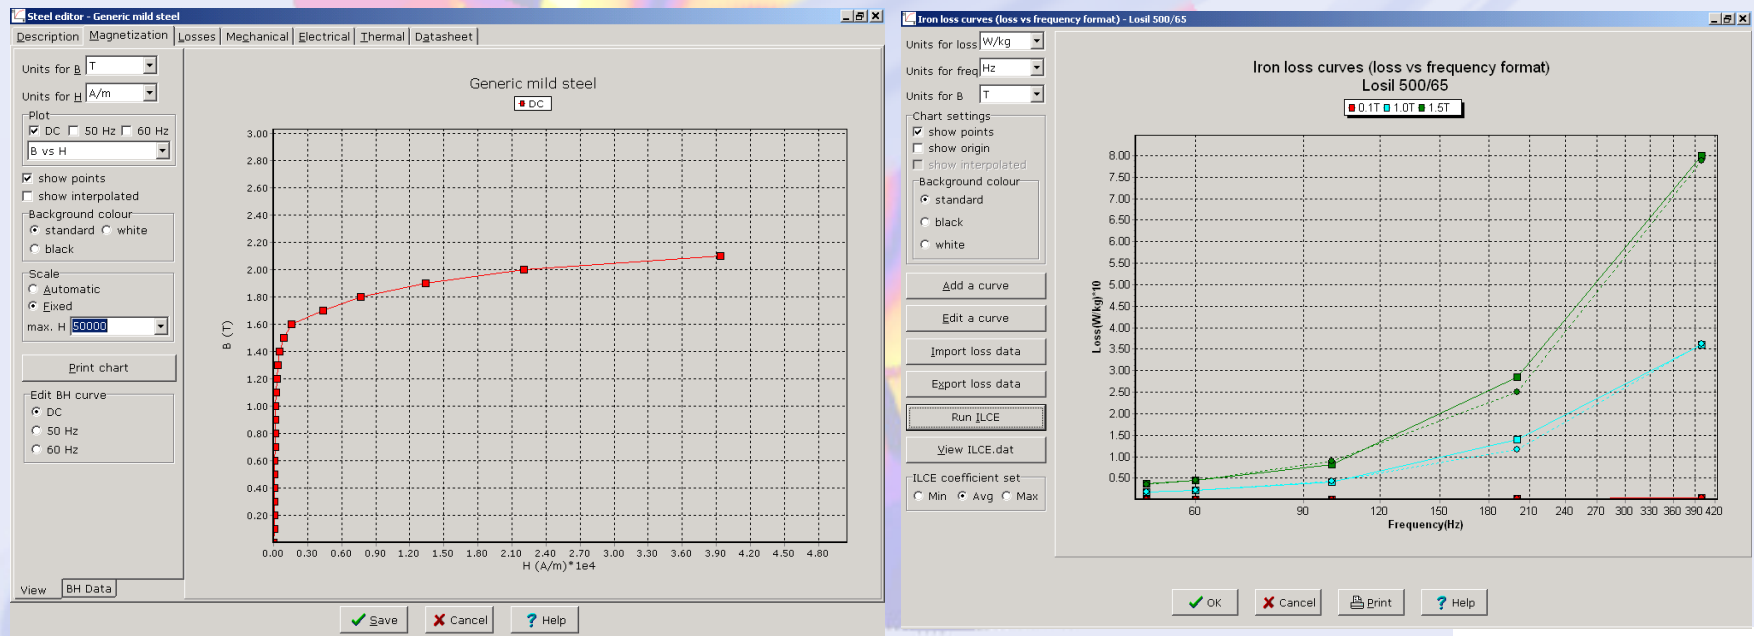 Steel editor - Generic mild steel
Description Magnetization Losses Mechanical Electrical Thermal Datasheet
Units for B T
Units for H A/m
Plot
DC 50 Hz 60 Hz
B vs H
show points
show interpolated
Background colour
standard white
black
Scale
Automatic
Fixed
max. H 50000
Print chart
Edit BH curve
DC
50 Hz
60 Hz
View BH Data
Generic mild steel
DC
3.00
2.80
2.60
2.40
2.20
2.00
1.80
1.60
1.40
1.20
1.00
0.80
0.60
0.40
0.20
B (T)
0.00 0.30 0.60 0.90 1.20 1.50 1.80 2.10 2.40 2.70 3.00 3.30 3.60 3.90 4.20 4.50 4.80
H (A/m)*1e4
Save Cancel Help
Iron loss curves (loss vs frequency format) - Losil 500/65
Units for loss W/kg
Units for freq Hz
Units for B T
Chart settings
show points
show origin
show interpolated
Background colour
standard
black
white
Add a curve
Edit a curve
Import loss data
Export loss data
Run ILCE
View ILCE.dat
ILCE coefficient set
Min Avg Max
Iron loss curves (loss vs frequency format)
Losil 500/65
0.1T 1.0T 1.5T
8.00
7.50
7.00
6.50
6.00
5.50
5.00
4.50
4.00
3.50
3.00
2.50
2.00
1.50
1.00
0.50
Loss(W/kg)*10
60 90 120 150 180 210 240 270 300 330 360 390 420
Frequency(Hz)
OK Cancel Print Help